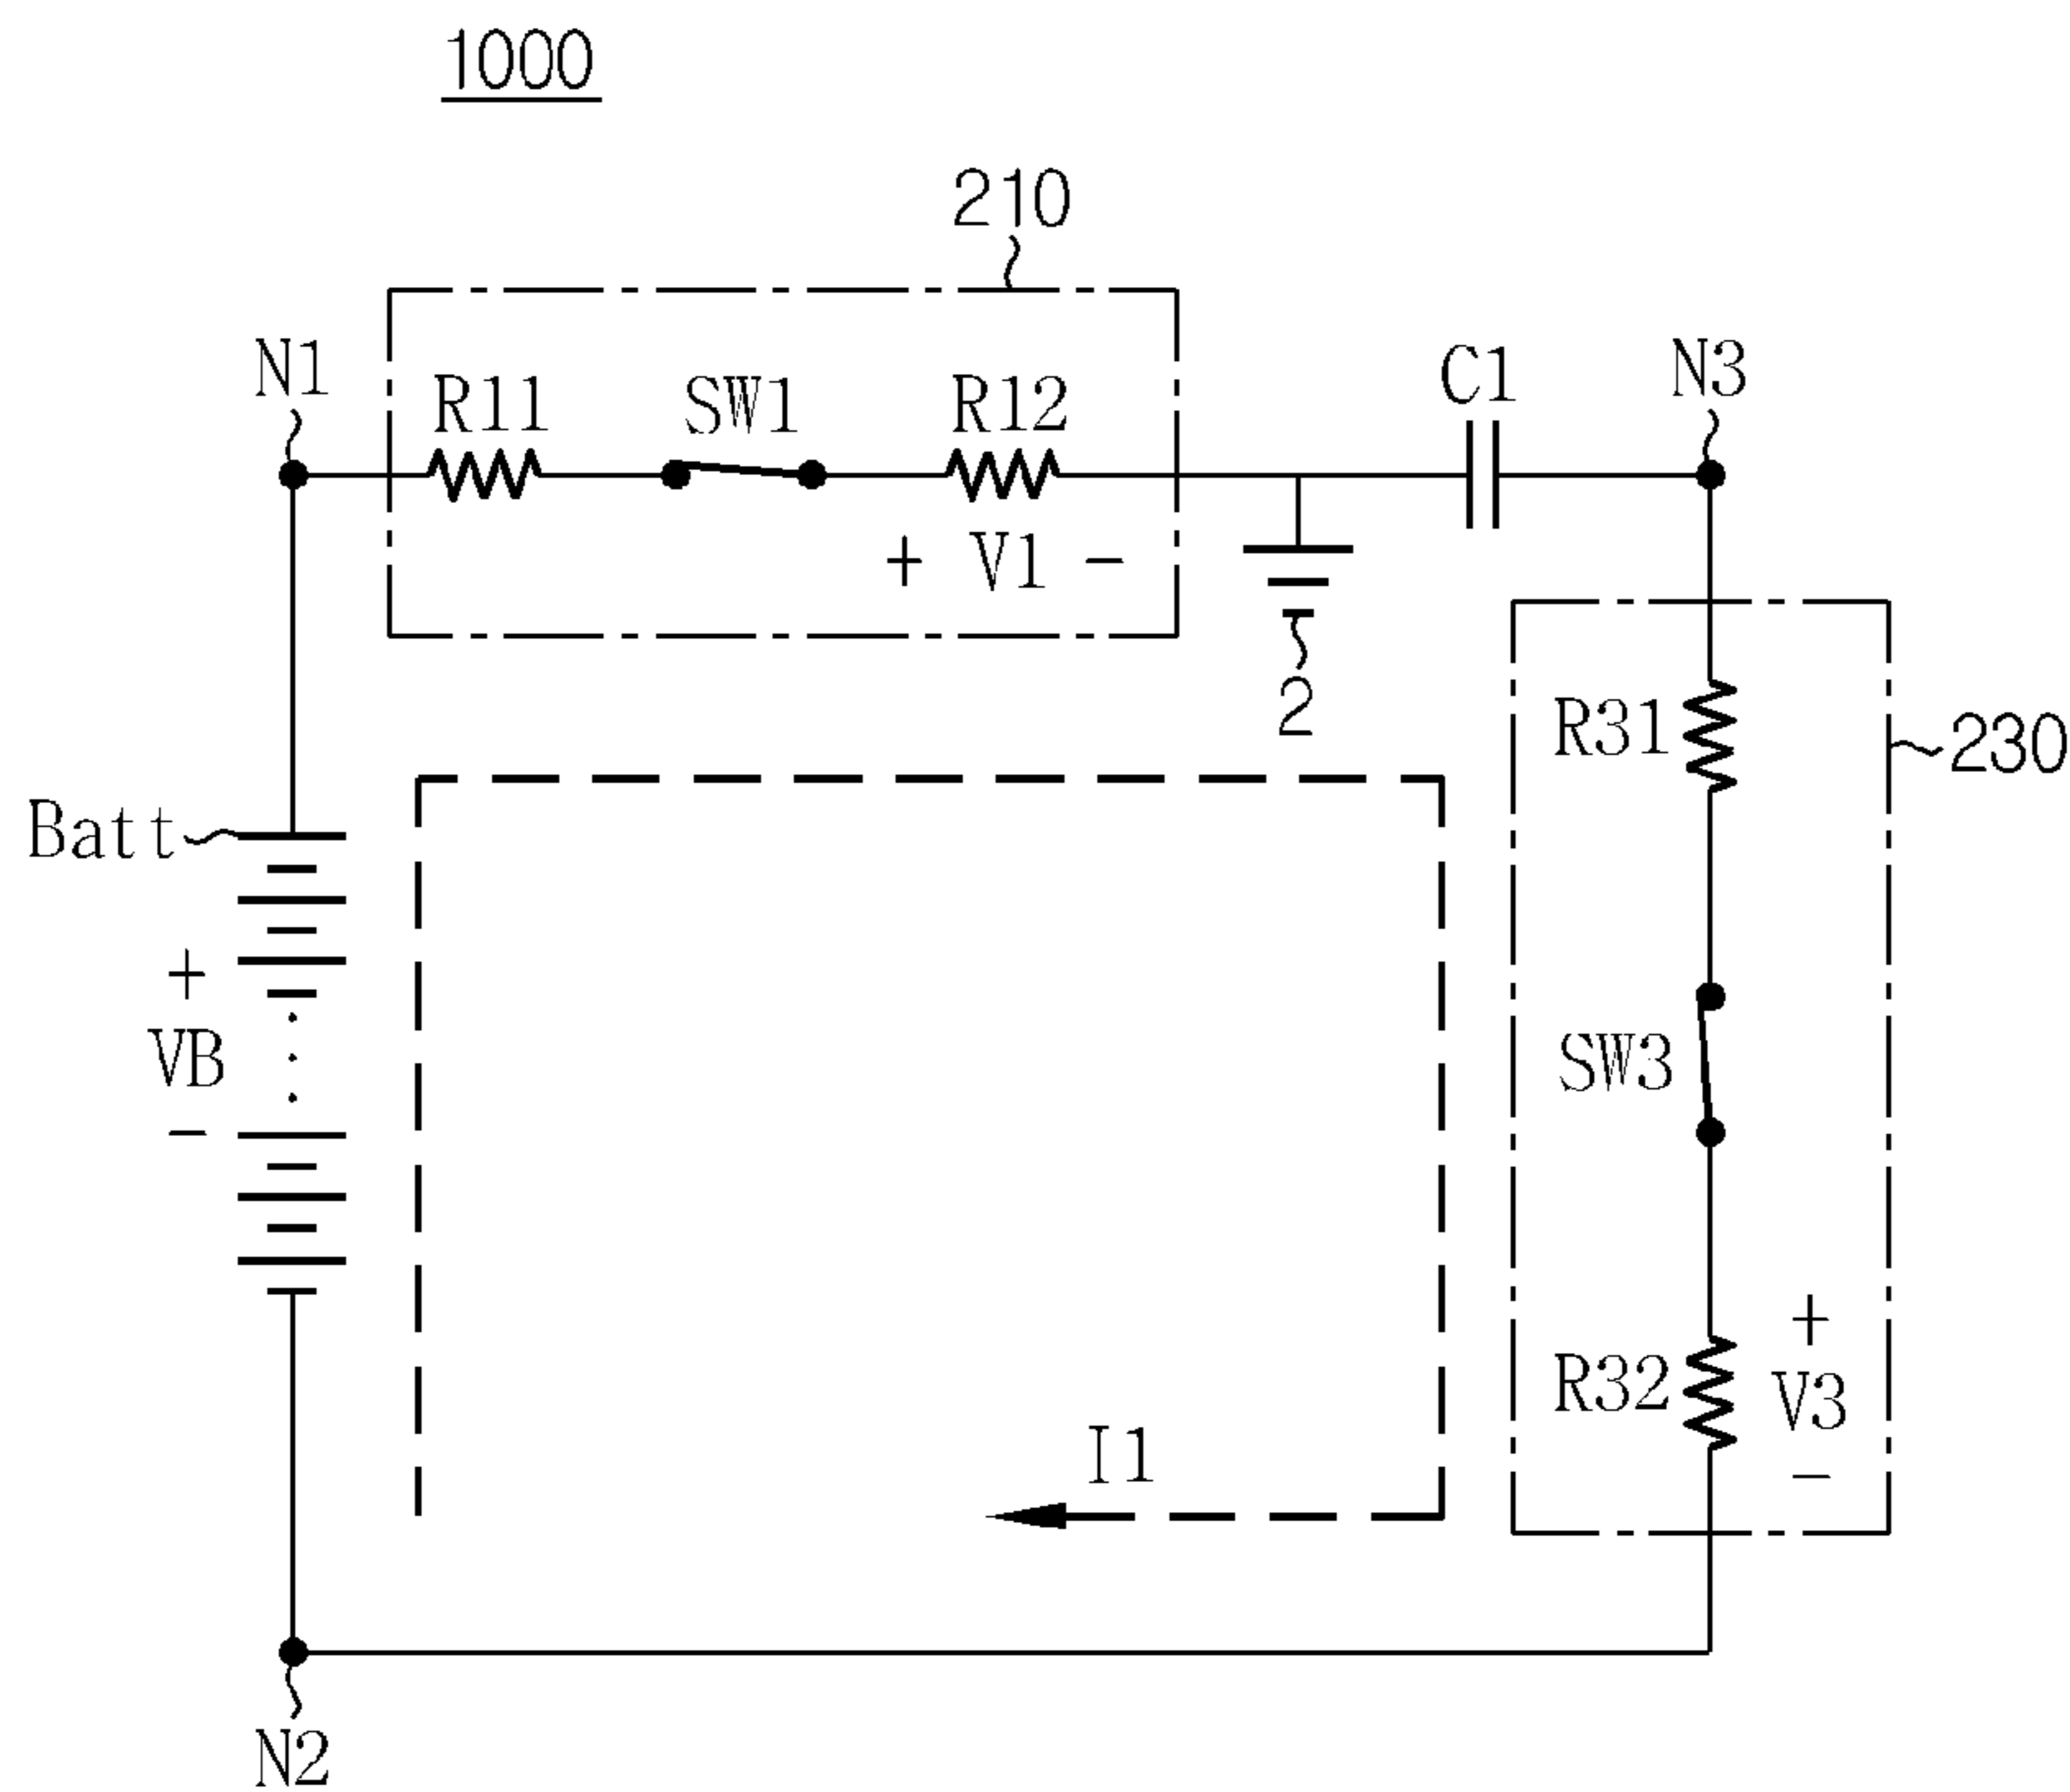 1000
210
N1
R11
SW1
R12
C1
N3
+ V1 -
2
R31
230
Batt
+
VB
-
SW3
R32
+
V3
-
I1
N2